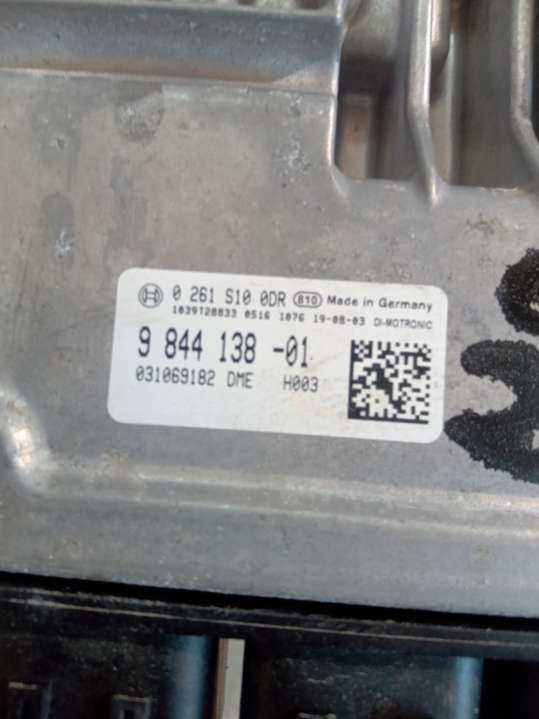 0 261 S10 0DR 810 Made in Germany
1039T28833 0516 1076 19-08-03 DI-MOTRONIC
9 844 138 -01
031069182 DME H003